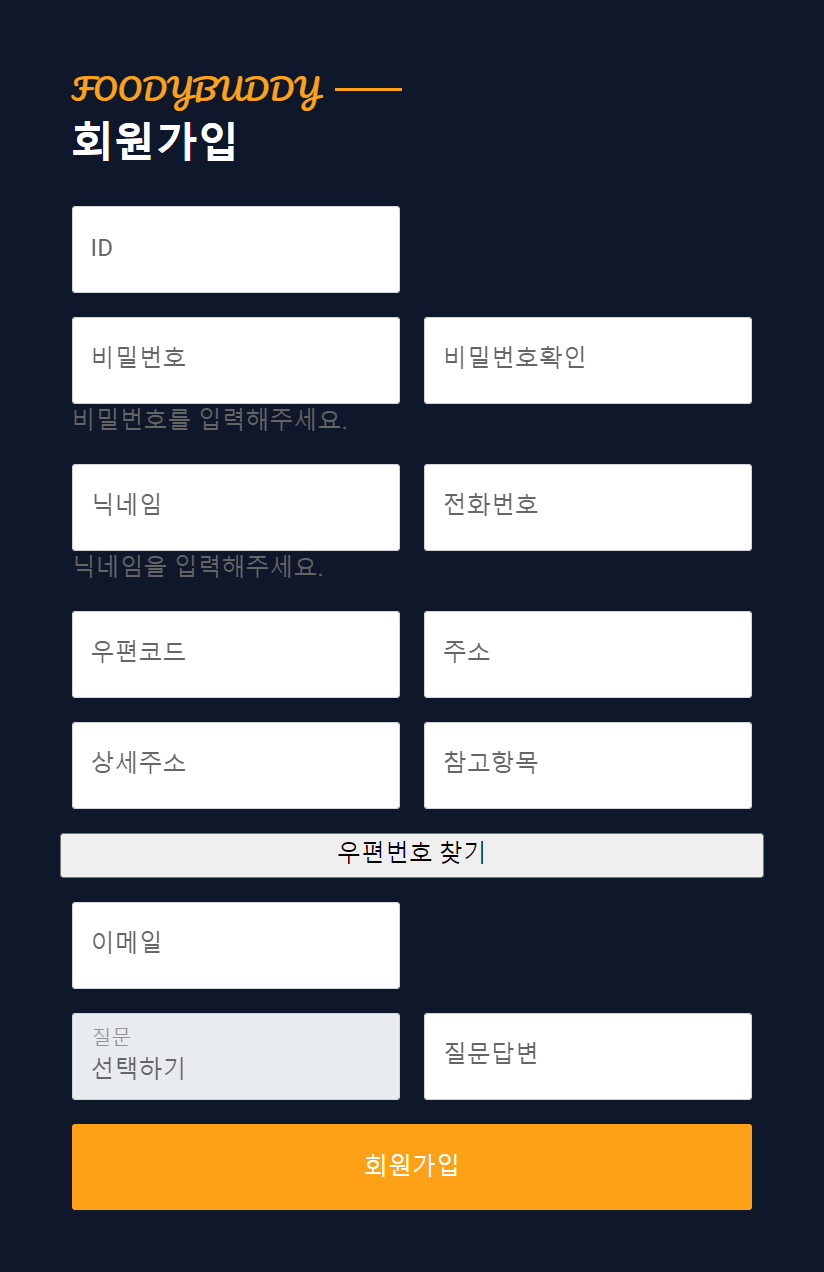 FOODYBUDDY
회원가입
ID
비밀번호
비밀번호확인
비밀번호를 입력해주세요.
닉네임
전화번호
닉네임을 입력해주세요.
우편코드
주소
상세주소
참고항목
우편번호 찾기
이메일
질문
선택하기
질문답변
회원가입